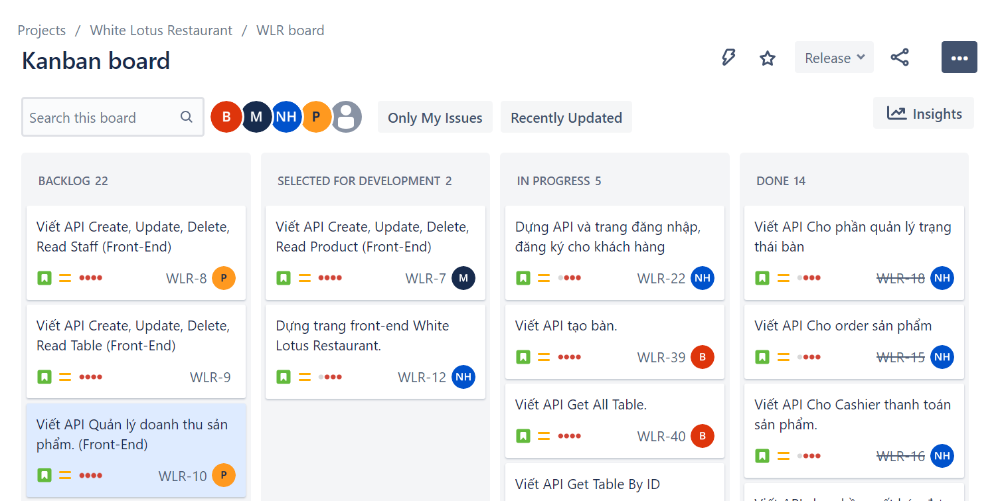 Projects / White Lotus Restaurant / WLR board
Kanban board
Release
Search this board
B M NH P
Only My Issues
Recently Updated
Insights
BACKLOG 22
Viết API Create, Update, Delete,
Read Staff (Front-End)
WLR-8 P
Viết API Create, Update, Delete,
Read Table (Front-End)
WLR-9
Viết API Quản lý doanh thu sản
phẩm. (Front-End)
WLR-10 P
SELECTED FOR DEVELOPMENT 2
Viết API Create, Update, Delete,
Read Product (Front-End)
WLR-7 M
Dựng trang front-end White
Lotus Restaurant.
WLR-12 NH
IN PROGRESS 5
Dựng API và trang đăng nhập,
đăng ký cho khách hàng
WLR-22 NH
Viết API tạo bàn.
WLR-39 B
Viết API Get All Table.
WLR-40 B
Viết API Get Table By ID
DONE 14
Viết API Cho phần quản lý trạng
thái bàn
WLR-18 NH
Viết API Cho order sản phẩm
WLR-15 NH
Viết API Cho Cashier thanh toán
sản phẩm.
WLR-16 NH